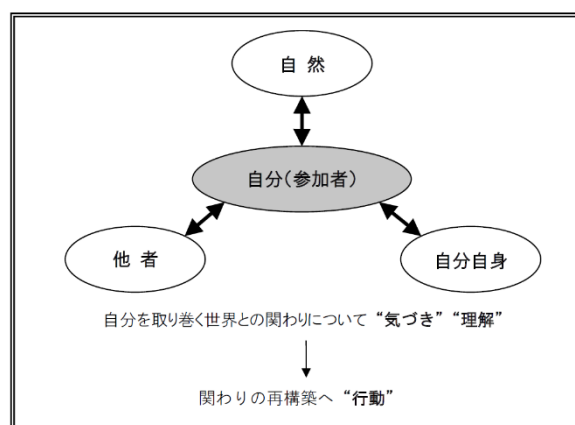 自 然
自分(参加者)
他 者
自分自身
自分を取り巻く世界との関わりについて “気づき” “理解”
関わりの再構築へ “行動”